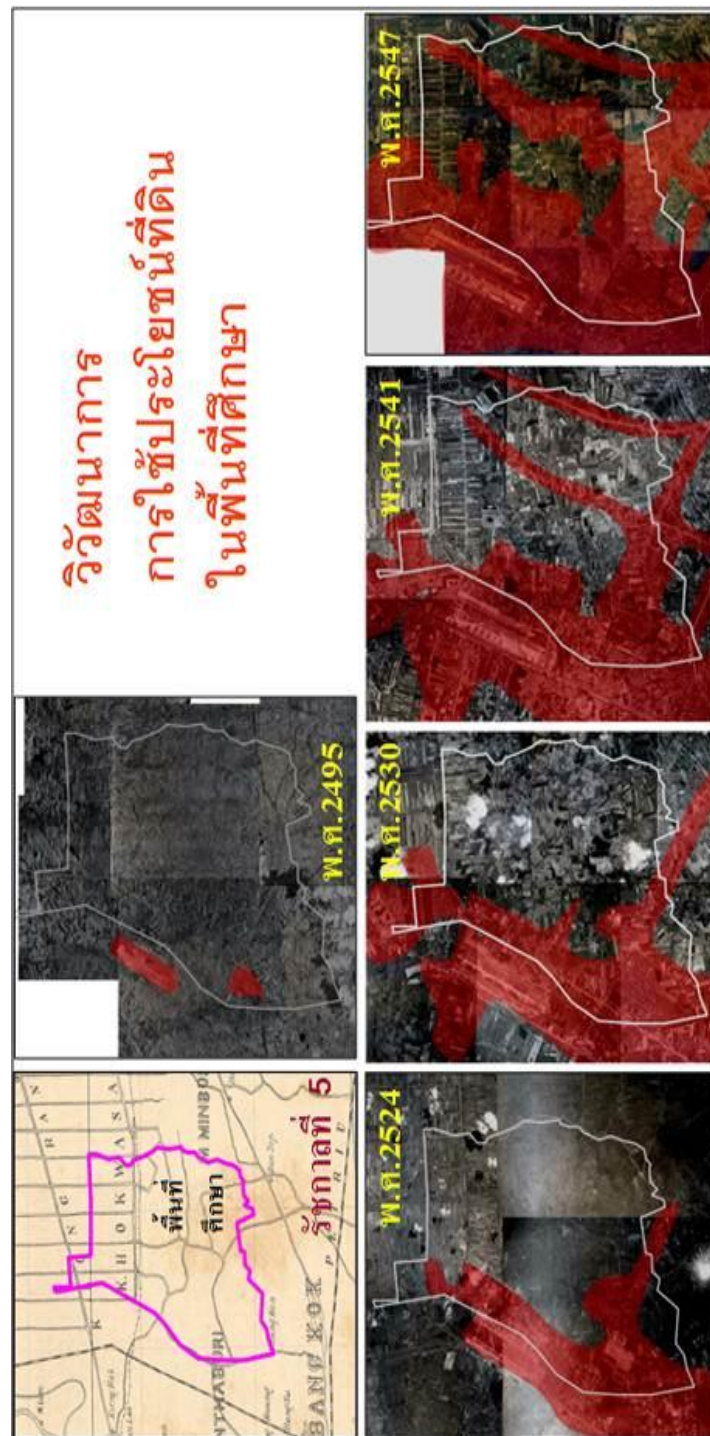 วิวัฒนาการ
การใช้ประโยชน์ที่ดิน
ในพื้นที่ศึกษา
รัชกาลที่ 5
พื้นที่
ศึกษา
KHOKWASA
BANGKOK
พ.ศ.2495
พ.ศ.2524
พ.ศ.2530
พ.ศ.2541
พ.ศ.2547